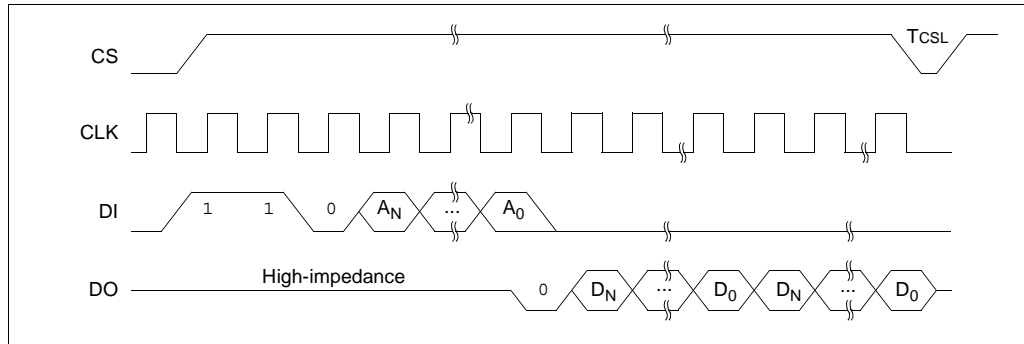 CS
TCSL
CLK
DI 1 1 0 AN ... A0
High-impedance
DO 0 DN ... D0 DN ... D0